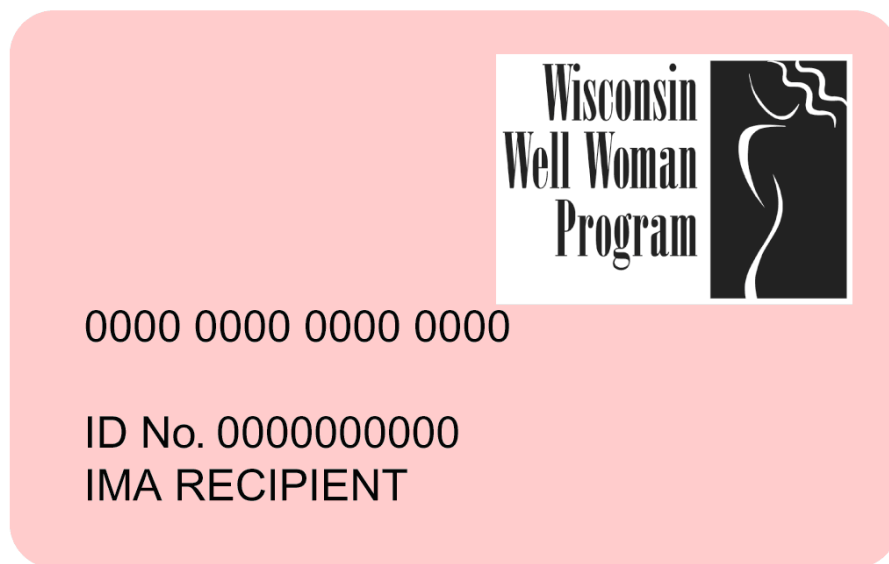 Wisconsin
Well Woman
Program
0000 0000 0000 0000
ID No. 0000000000
IMA RECIPIENT